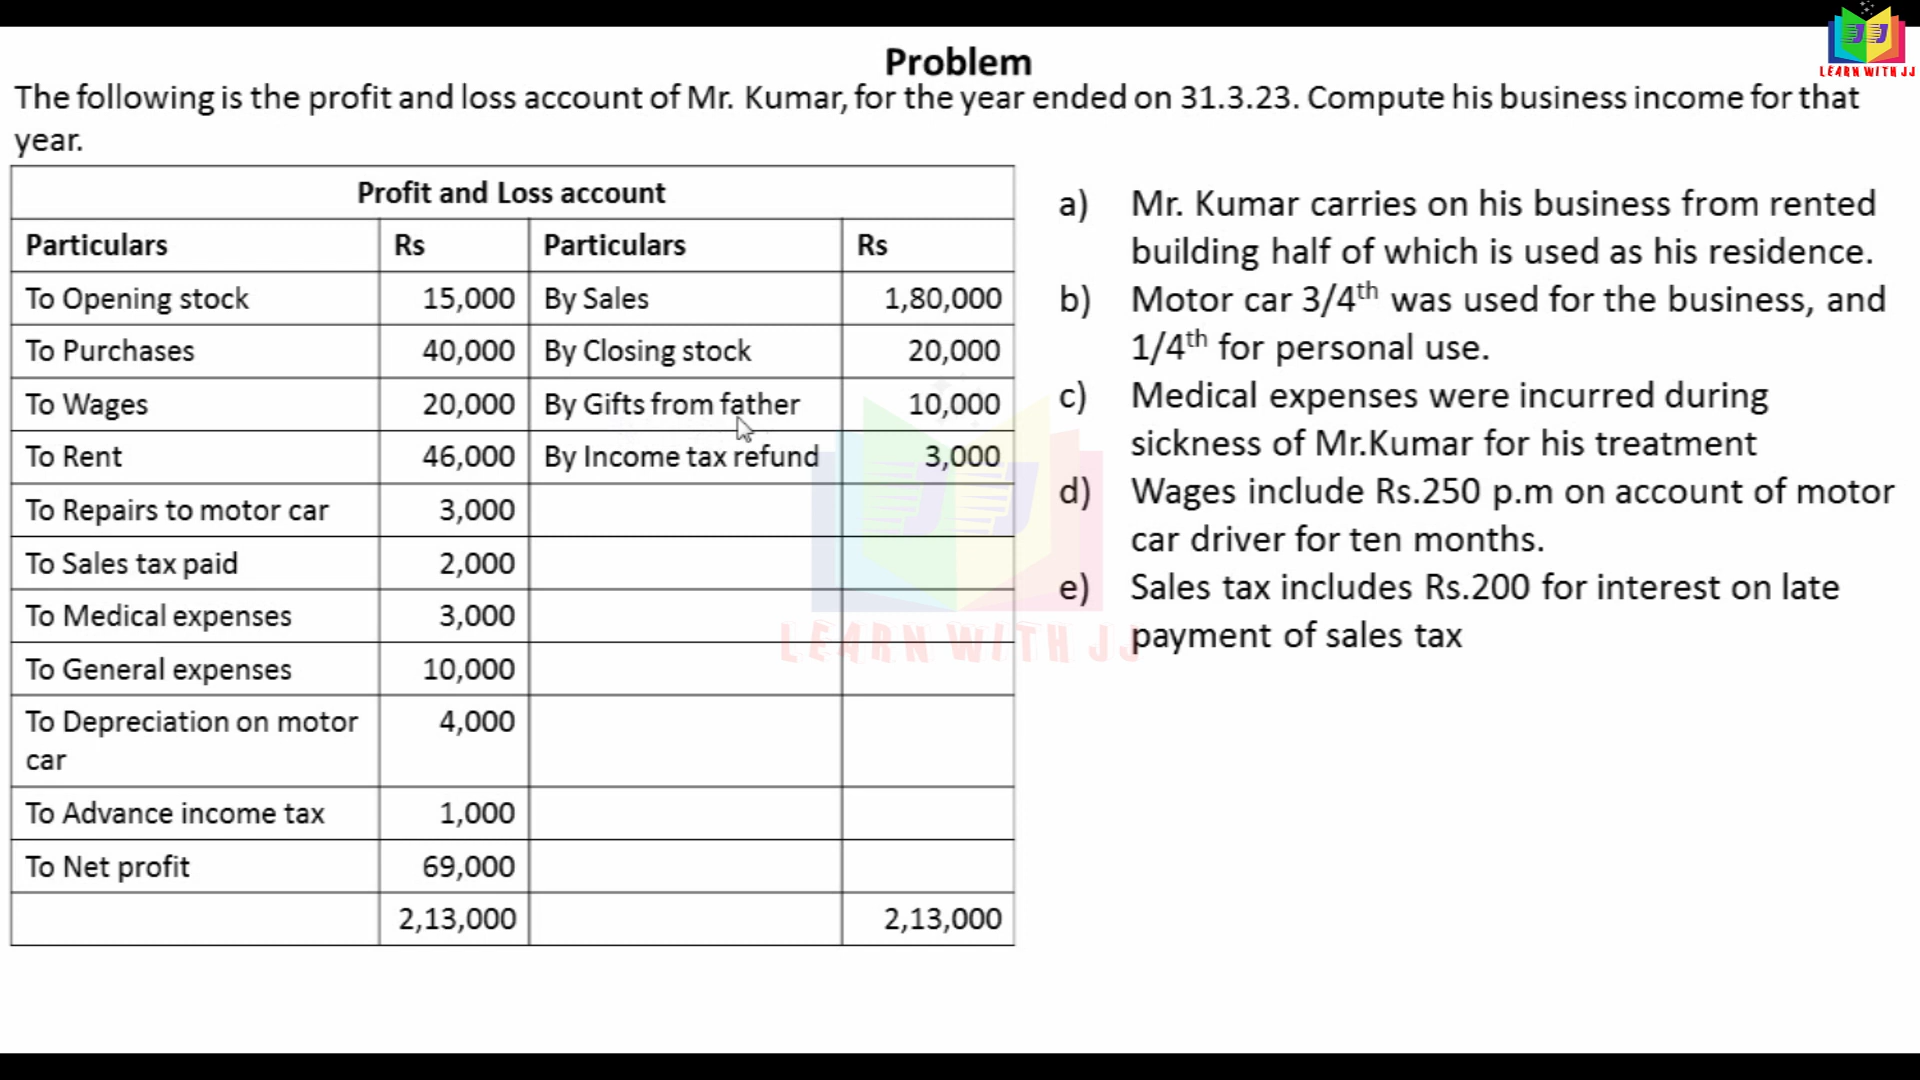 LEARN WITH JJ
Problem
The following is the profit and loss account of Mr. Kumar, for the year ended on 31.3.23. Compute his business income for that
year.
Profit and Loss account
Particulars Rs Particulars Rs
To Opening stock 15,000 By Sales 1,80,000
To Purchases 40,000 By Closing stock 20,000
To Wages 20,000 By Gifts from father 10,000
To Rent 46,000 By Income tax refund 3,000
To Repairs to motor car 3,000
To Sales tax paid 2,000
To Medical expenses 3,000
To General expenses 10,000
To Depreciation on motor 4,000
car
To Advance income tax 1,000
To Net profit 69,000
2,13,000 2,13,000
a) Mr. Kumar carries on his business from rented
building half of which is used as his residence.
b) Motor car 3/4th was used for the business, and
1/4th for personal use.
c) Medical expenses were incurred during
sickness of Mr.Kumar for his treatment
d) Wages include Rs.250 p.m on account of motor
car driver for ten months.
e) Sales tax includes Rs.200 for interest on late
payment of sales tax
JJ
LEARN WITH JJ